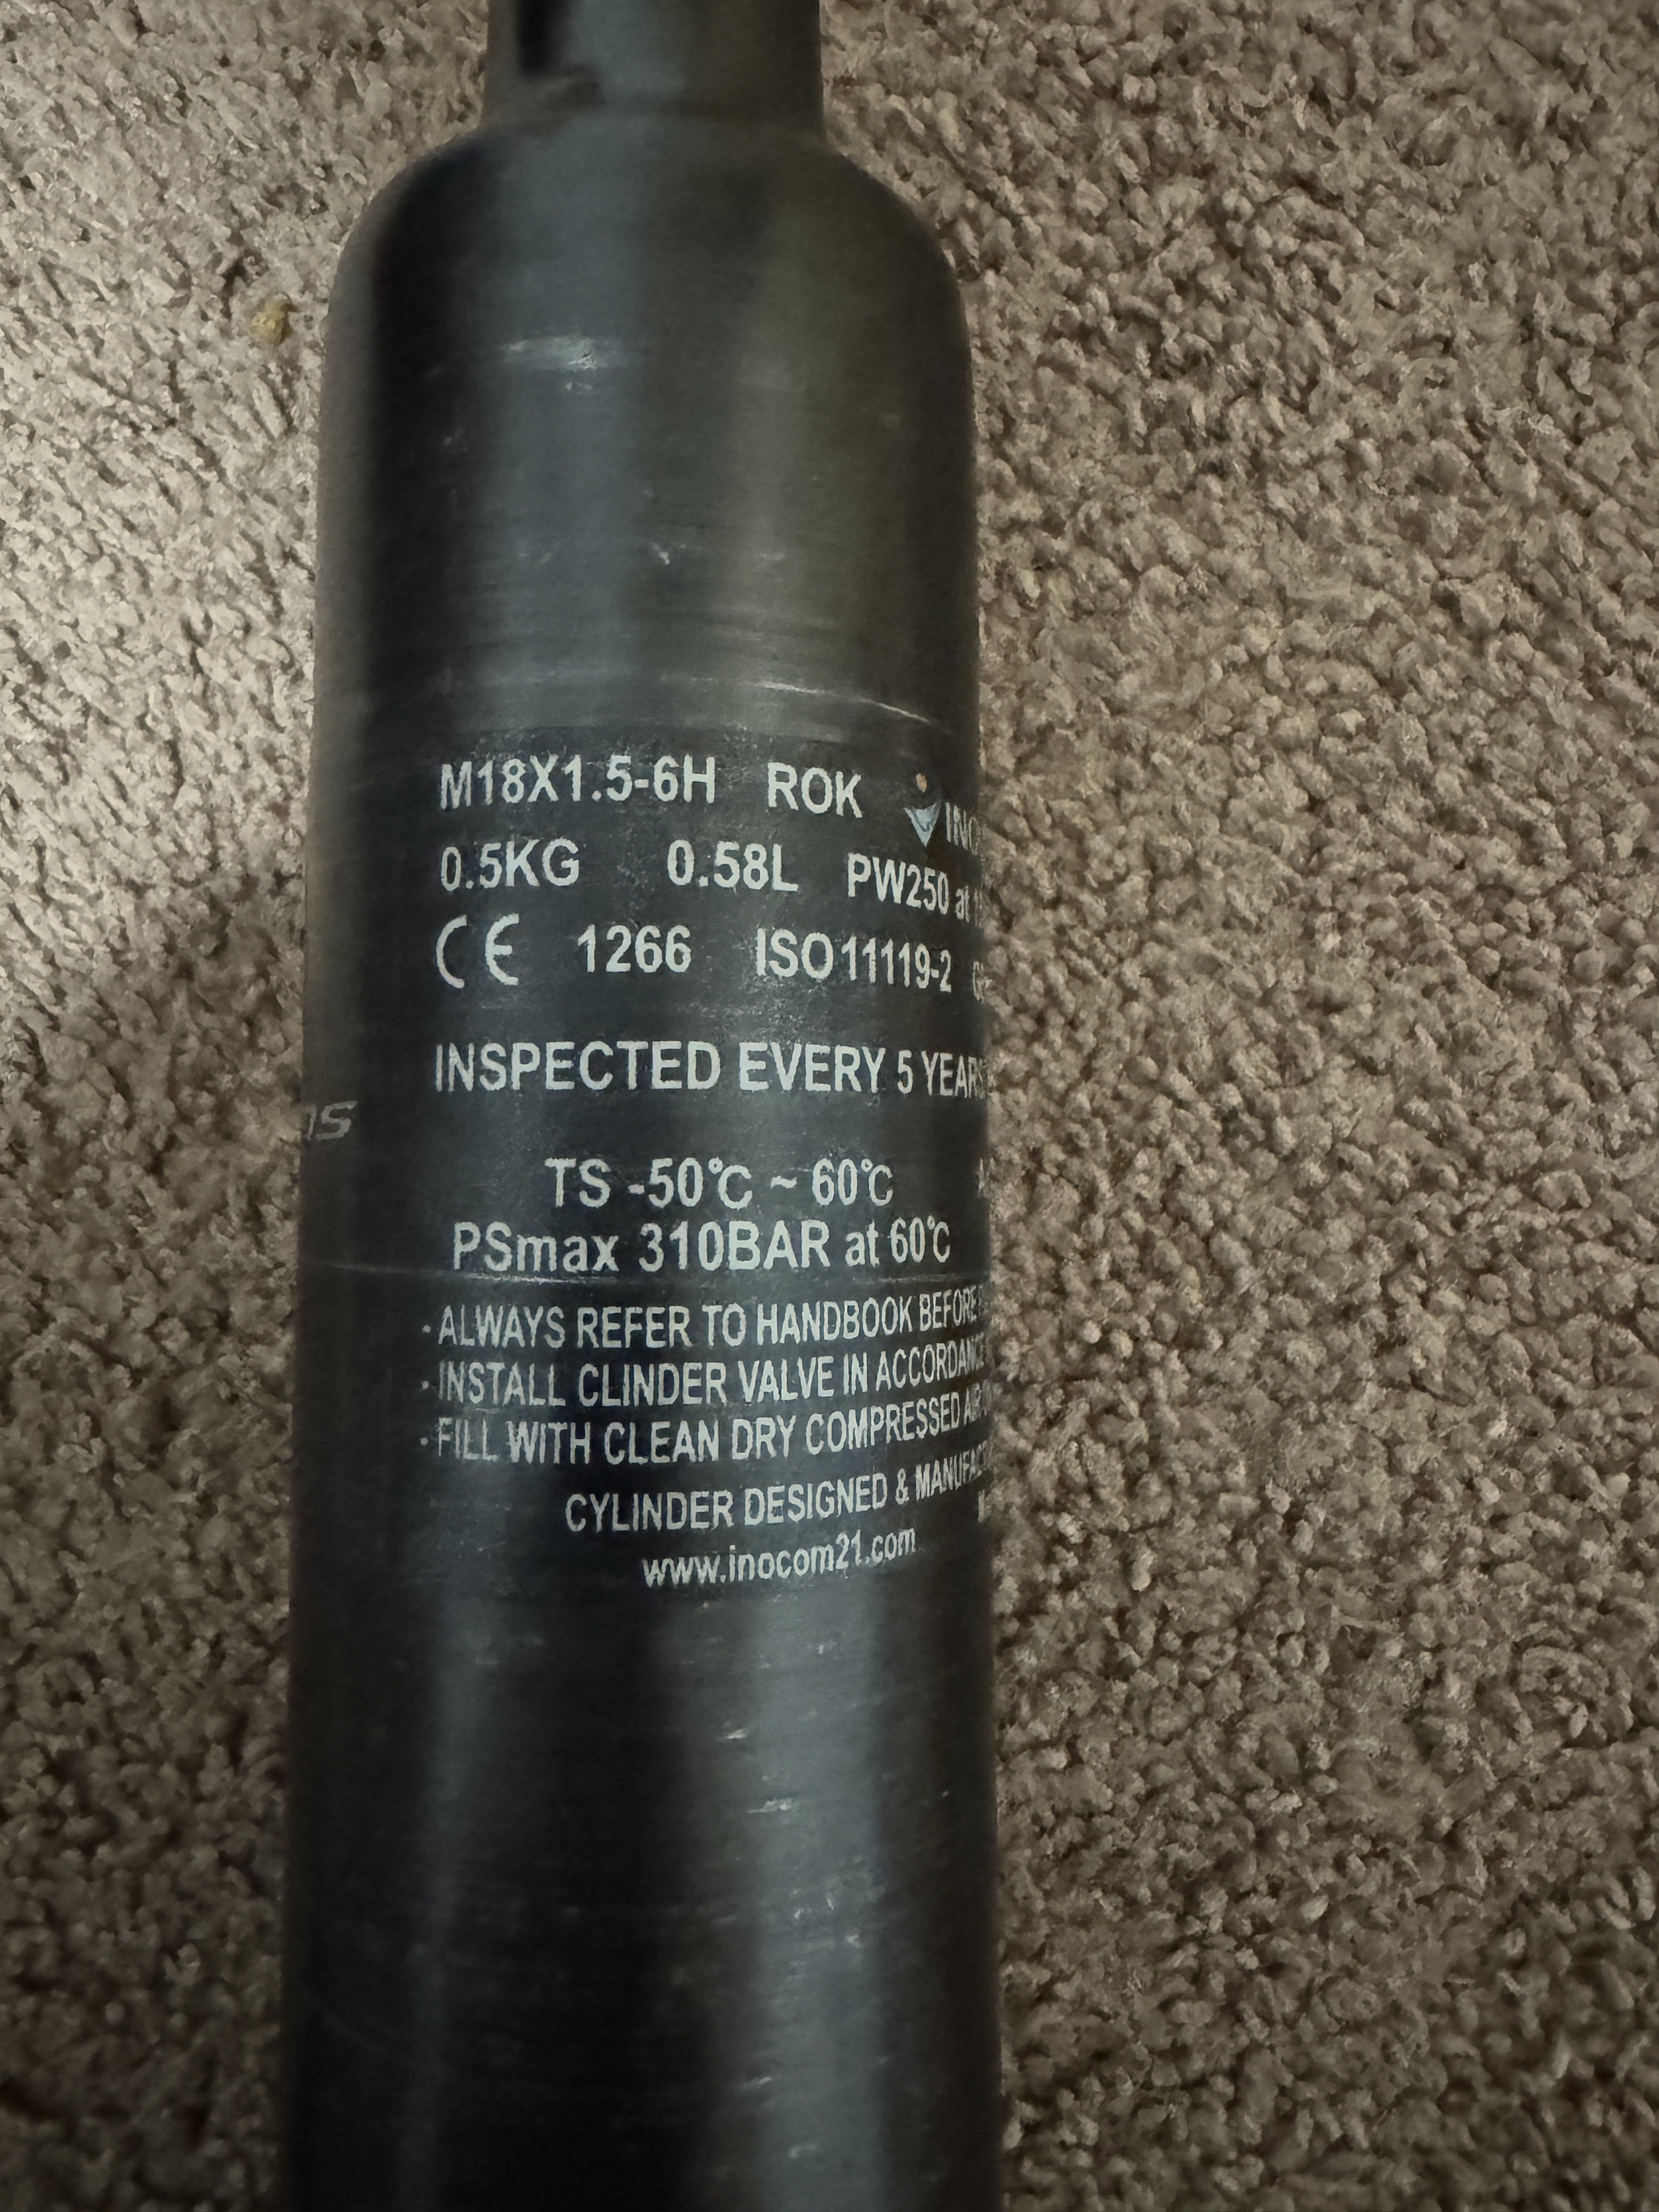 M18X1.5-6H ROK
0.5KG 0.58L PW250 at
CE 1266 ISO11119-2
INSPECTED EVERY 5 YEARS
TS -50℃ ~ 60℃
PSmax 310BAR at 60℃
·ALWAYS REFER TO HANDBOOK BEFORE
·INSTALL CLINDER VALVE IN
·FILL WITH CLEAN DRY COMPRESSED AIR
CYLINDER DESIGNED &
www.inocom21.com